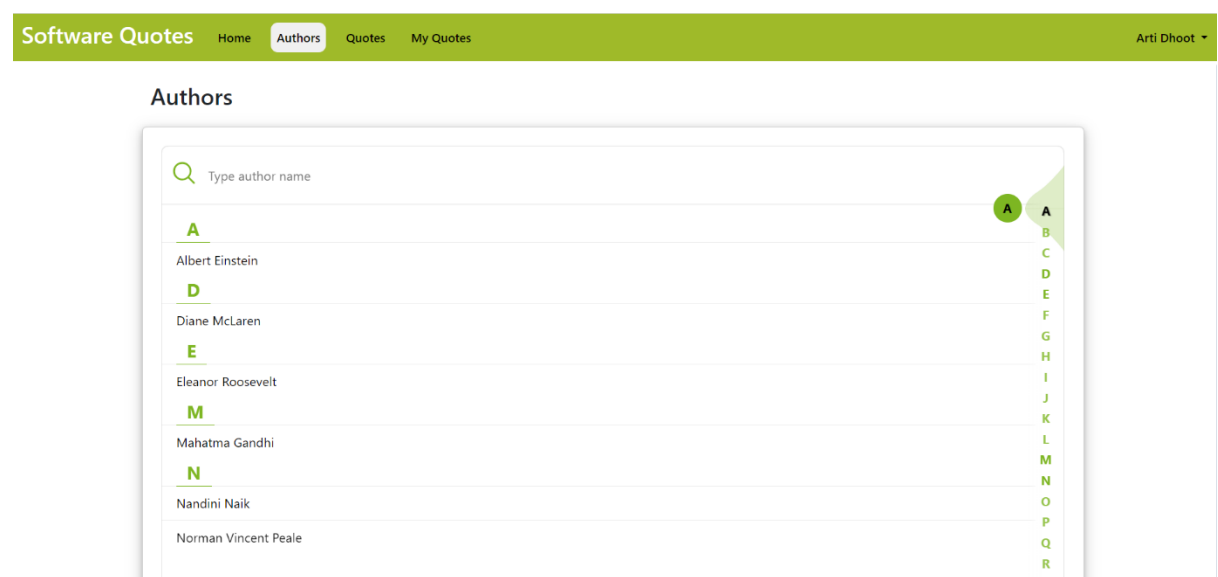 Software Quotes Home Authors Quotes My Quotes Arti Dhoot
Authors
Type author name
A
Albert Einstein
D
Diane McLaren
E
Eleanor Roosevelt
M
Mahatma Gandhi
N
Nandini Naik
Norman Vincent Peale
A
A
B
C
D
E
F
G
H
I
J
K
L
M
N
O
P
Q
R